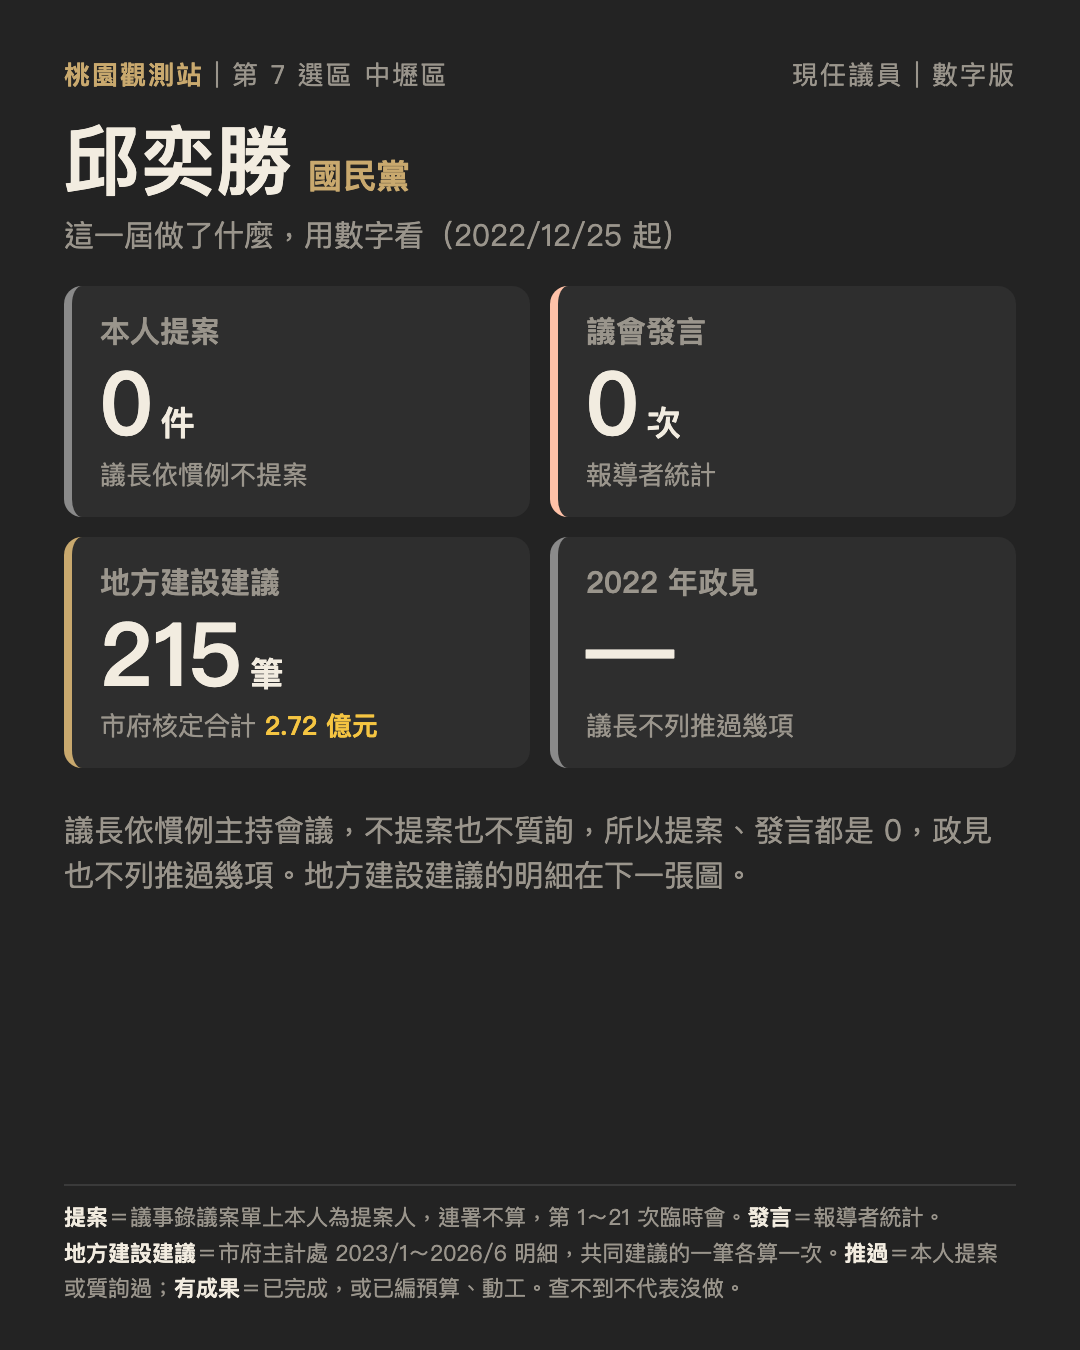 桃園觀測站｜第 7 選區 中壢區
現任議員｜數字版
邱奕勝 國民黨
這一屆做了什麼，用數字看（2022/12/25 起）
本人提案
0 件
議長依慣例不提案
議會發言
0 次
報導者統計
地方建設建議
215 筆
市府核定合計 2.72 億元
2022 年政見
—
議長不列推過幾項
議長依慣例主持會議，不提案也不質詢，所以提案、發言都是 0，政見
也不列推過幾項。地方建設建議的明細在下一張圖。
提案＝議事錄議案單上本人為提案人，連署不算，第 1～21 次臨時會。發言＝報導者統計。
地方建設建議＝市府主計處 2023/1～2026/6 明細，共同建議的一筆各算一次。推過＝本人提案
或質詢過；有成果＝已完成，或已編預算、動工。查不到不代表沒做。